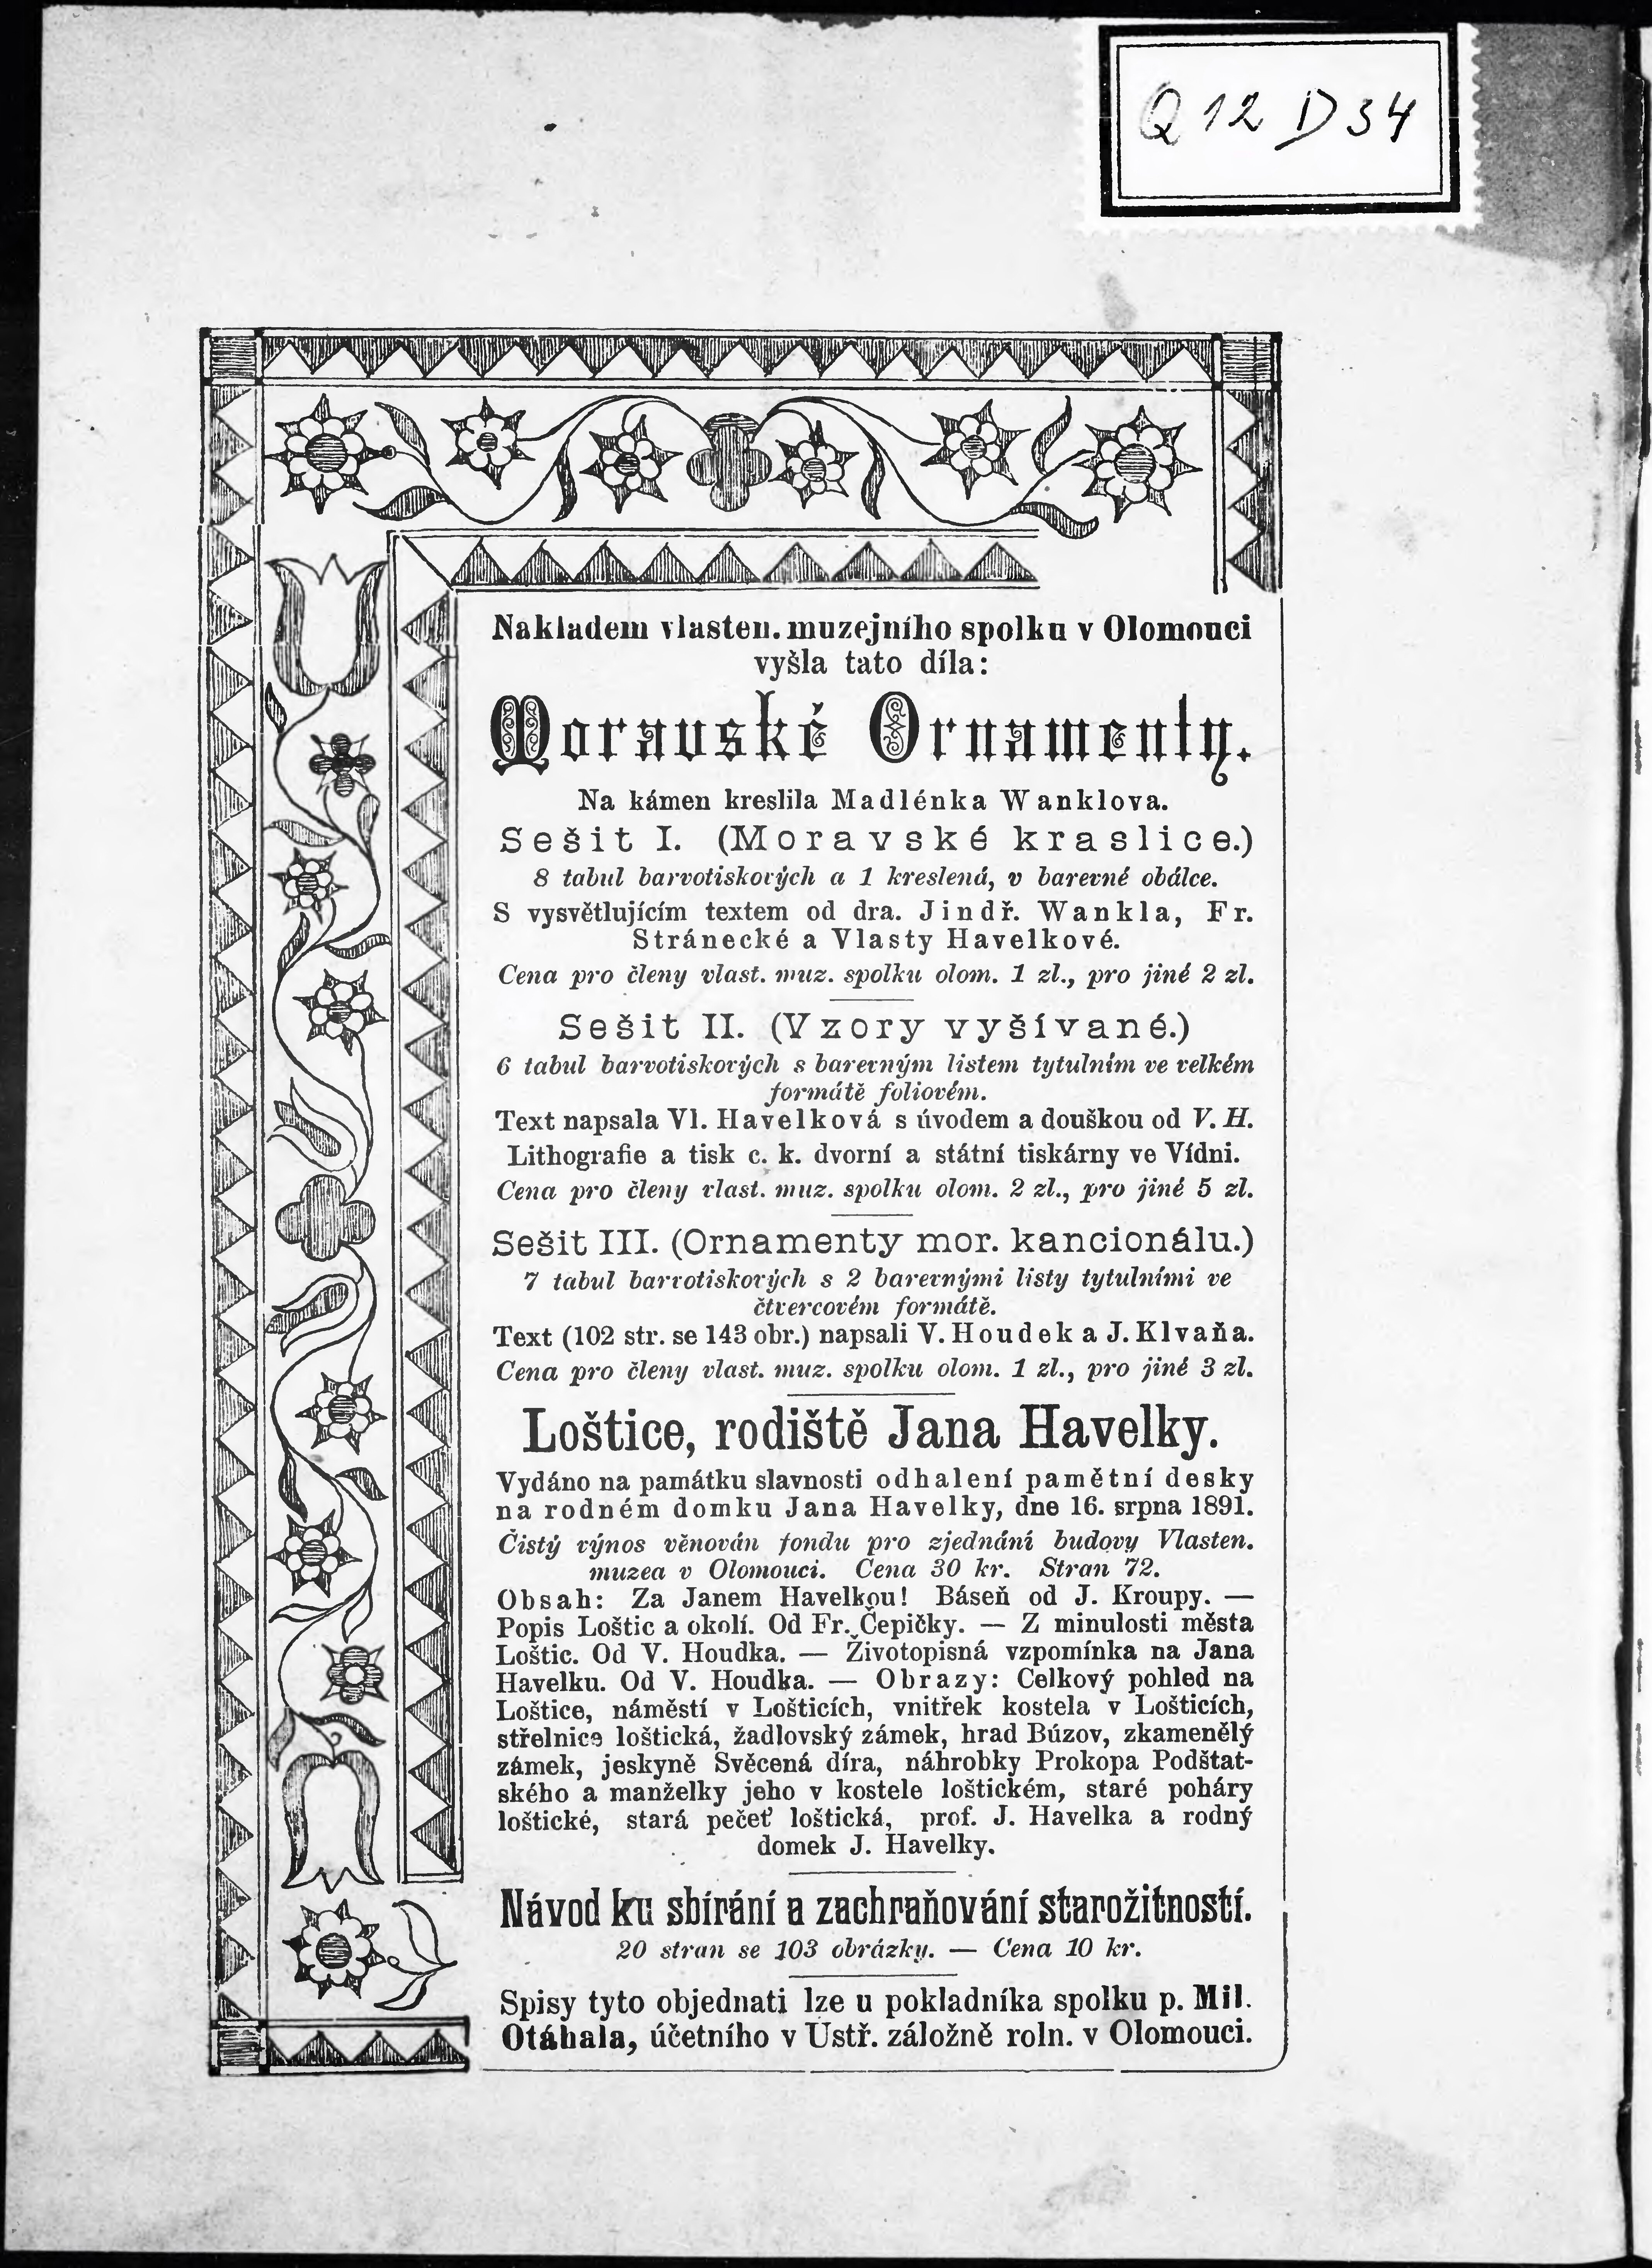 Q 12 D 34
Nákladem vlasten. muzejního spolku v Olomouci
vyšla tato díla:
Moravské Ornamenty.
Na kámen kreslila Madlénka Wanklova.
Sešit I. (Moravské kraslice.)
8 tabul barvotiskových a 1 kreslená, v barevné obálce.
S vysvětlujícím textem od dra. Jindř. Wankla, Fr.
Stránecké a Vlasty Havelkové.
Cena pro členy vlast. muz. spolku olom. 1 zl., pro jiné 2 zl.
Sešit II. (Vzory vyšívané.)
6 tabul barvotiskových s barevným listem tytulním ve velkém
formátě foliovém.
Text napsala Vl. Havelková s úvodem a douškou od V. H.
Lithografie a tisk c. k. dvorní a státní tiskárny ve Vídni.
Cena pro členy vlast. muz. spolku olom. 2 zl., pro jiné 5 zl.
Sešit III. (Ornamenty mor. kancionálu.)
7 tabul barvotiskových s 2 barevnými listy tytulními ve
čtvercovém formátě.
Text (102 str. se 143 obr.) napsali V. Houdek a J. Klvaňa.
Cena pro členy vlast. muz. spolku olom. 1 zl., pro jiné 3 zl.
Loštice, rodiště Jana Havelky.
Vydáno na památku slavnosti odhalení pamětní desky
na rodném domku Jana Havelky, dne 16. srpna 1891.
Čistý výnos věnován fondu pro zjednání budovy Vlasten.
muzea v Olomouci. Cena 30 kr. Stran 72.
Obsah: Za Janem Havelkou! Báseň od J. Kroupy. —
Popis Loštic a okolí. Od Fr. Čepičky. — Z minulosti města
Loštic. Od V. Houdka. — Životopisná vzpomínka na Jana
Havelku. Od V. Houdka. — Obrazy: Celkový pohled na
Loštice, náměstí v Lošticích, vnitřek kostela v Lošticích,
střelnice loštická, žadlovský zámek, hrad Búzov, zkamenělý
zámek, jeskyně Svěcená díra, náhrobky Prokopa Podštat-
ského a manželky jeho v kostele loštickém, staré poháry
loštické, stará pečeť loštická, prof. J. Havelka a rodný
domek J. Havelky.
Návod ku sbírání a zachraňování starožitností.
20 stran se 103 obrázky. — Cena 10 kr.
Spisy tyto objednati lze u pokladníka spolku p. Mil.
Otáhala, účetního v Ústř. záložně roln. v Olomouci.